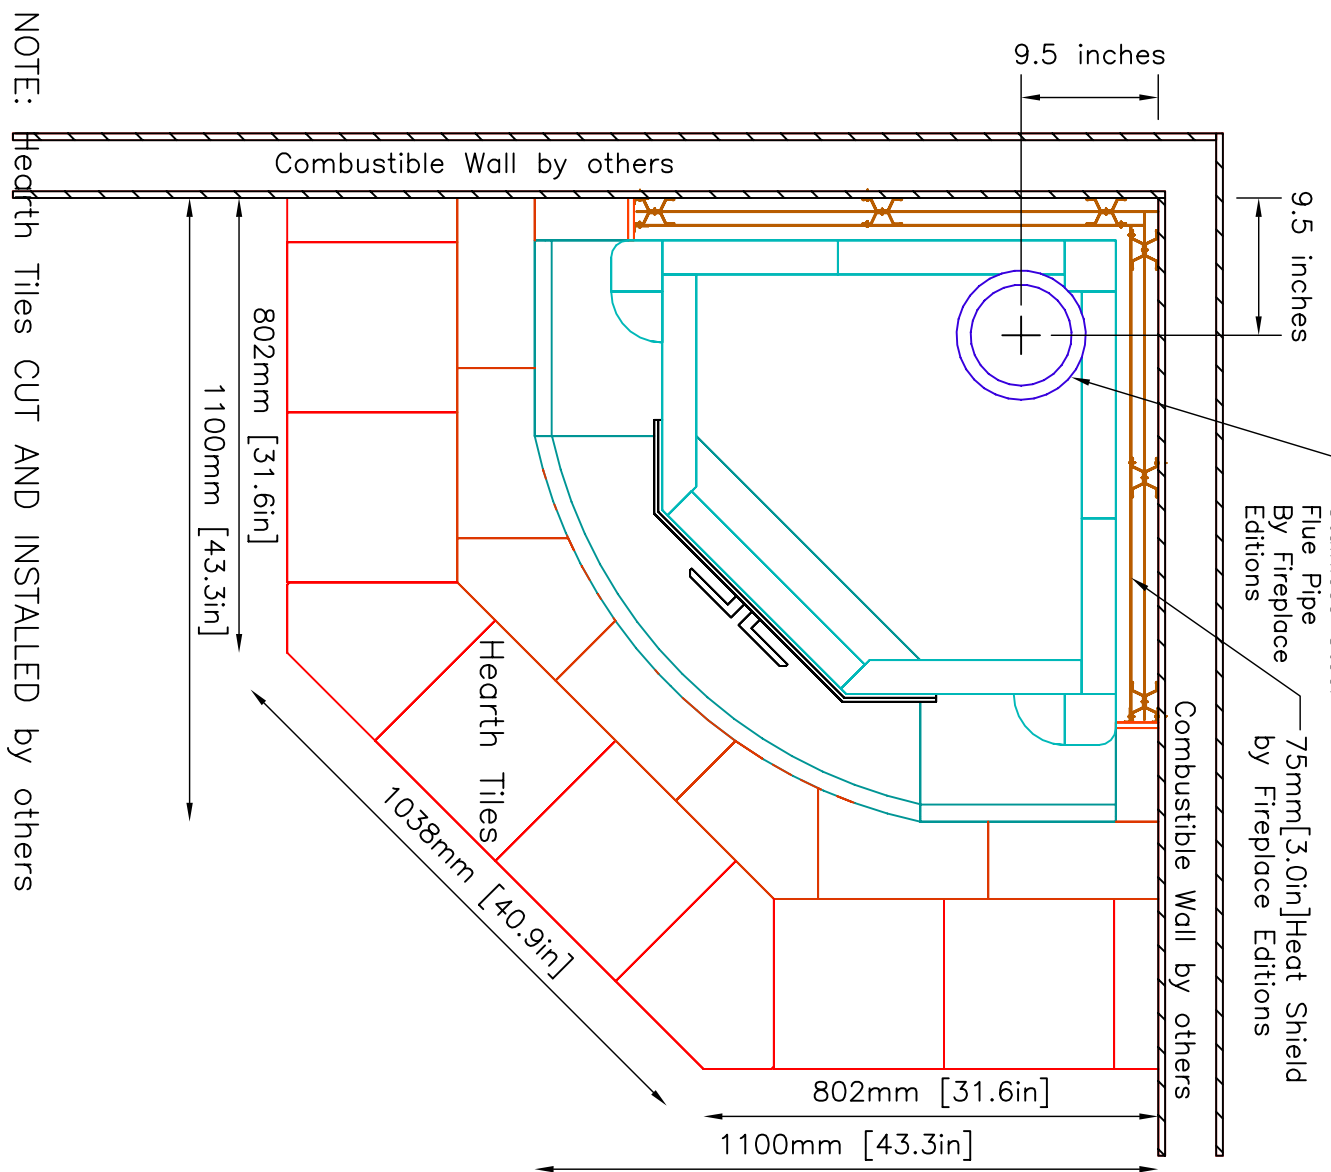 9.5 inches
Combustible Wall by others
9.5 inches
NOTE: Hearth Tiles CUT AND INSTALLED by others
802mm [31.6in]
1100mm [43.3in]
Flue Pipe
By Fireplace
Editions
75mm[3.0in]Heat Shield
by Fireplace Editions
Combustible Wall by others
Hearth Tiles
1038mm [40.9in]
802mm [31.6in]
1100mm [43.3in]